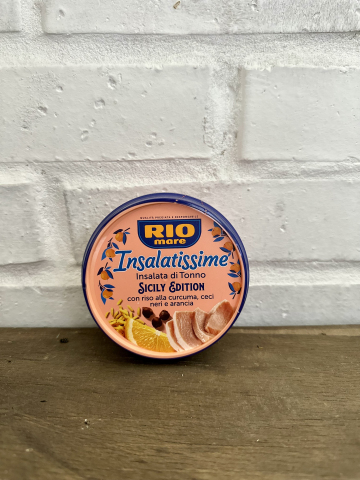 RIO
mare
Insalatissime
Insalata di Tonno
SICILY EDITION
con riso alla curcuma, ceci
neri e arancia